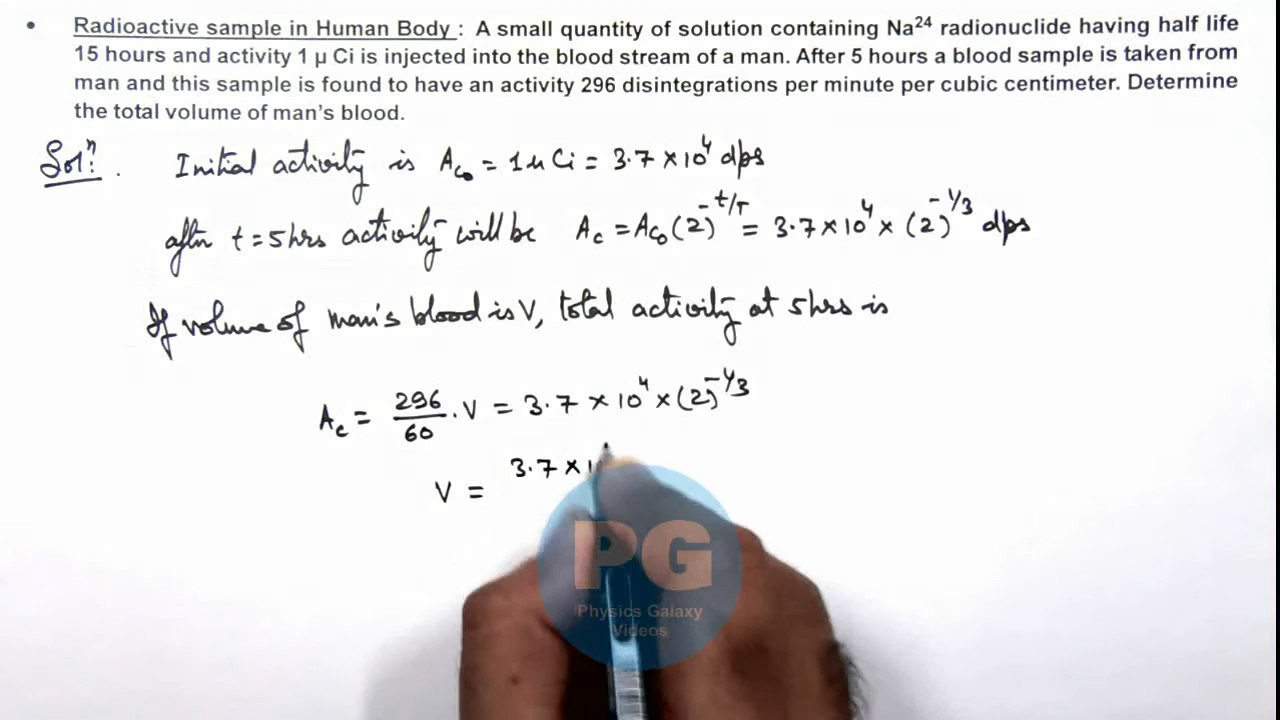 • Radioactive sample in Human Body : A small quantity of solution containing Na²⁴ radionuclide having half life
15 hours and activity 1 μ Ci is injected into the blood stream of a man. After 5 hours a blood sample is taken from
man and this sample is found to have an activity 296 disintegrations per minute per cubic centimeter. Determine
the total volume of man's blood.
Solⁿ. Initial activity is A_c₀ = 1μ Ci = 3.7 × 10⁴ dps
after t = 5hrs activity will be A_c = A_c₀ (2)^(-t/T) = 3.7 × 10⁴ × (2)^(-1/3) dps
If volume of man's blood is V, total activity at 5hrs is
A_c = 296/60 . V = 3.7 × 10⁴ × (2)^(-1/3)
V = 3.7 × 10
PG
Physics Galaxy
Videos